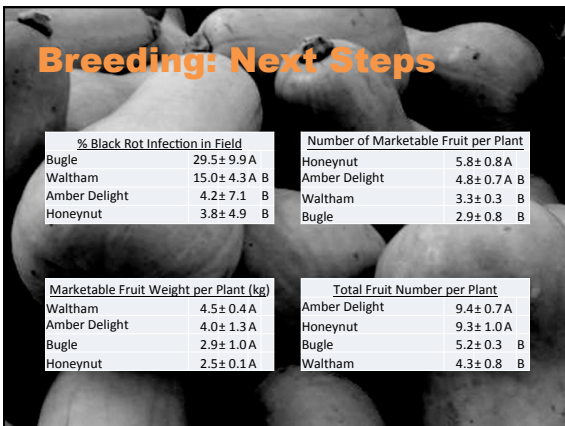 Breeding: Next Steps
% Black Rot Infection in Field
Bugle 29.5± 9.9 A
Waltham 15.0± 4.3 A B
Amber Delight 4.2± 7.1 B
Honeynut 3.8± 4.9 B
Number of Marketable Fruit per Plant
Honeynut 5.8± 0.8 A
Amber Delight 4.8± 0.7 A B
Waltham 3.3± 0.3 B
Bugle 2.9± 0.8 B
Marketable Fruit Weight per Plant (kg)
Waltham 4.5± 0.4 A
Amber Delight 4.0± 1.3 A
Bugle 2.9± 1.0 A
Honeynut 2.5± 0.1 A
Total Fruit Number per Plant
Amber Delight 9.4± 0.7 A
Honeynut 9.3± 1.0 A
Bugle 5.2± 0.3 B
Waltham 4.3± 0.8 B